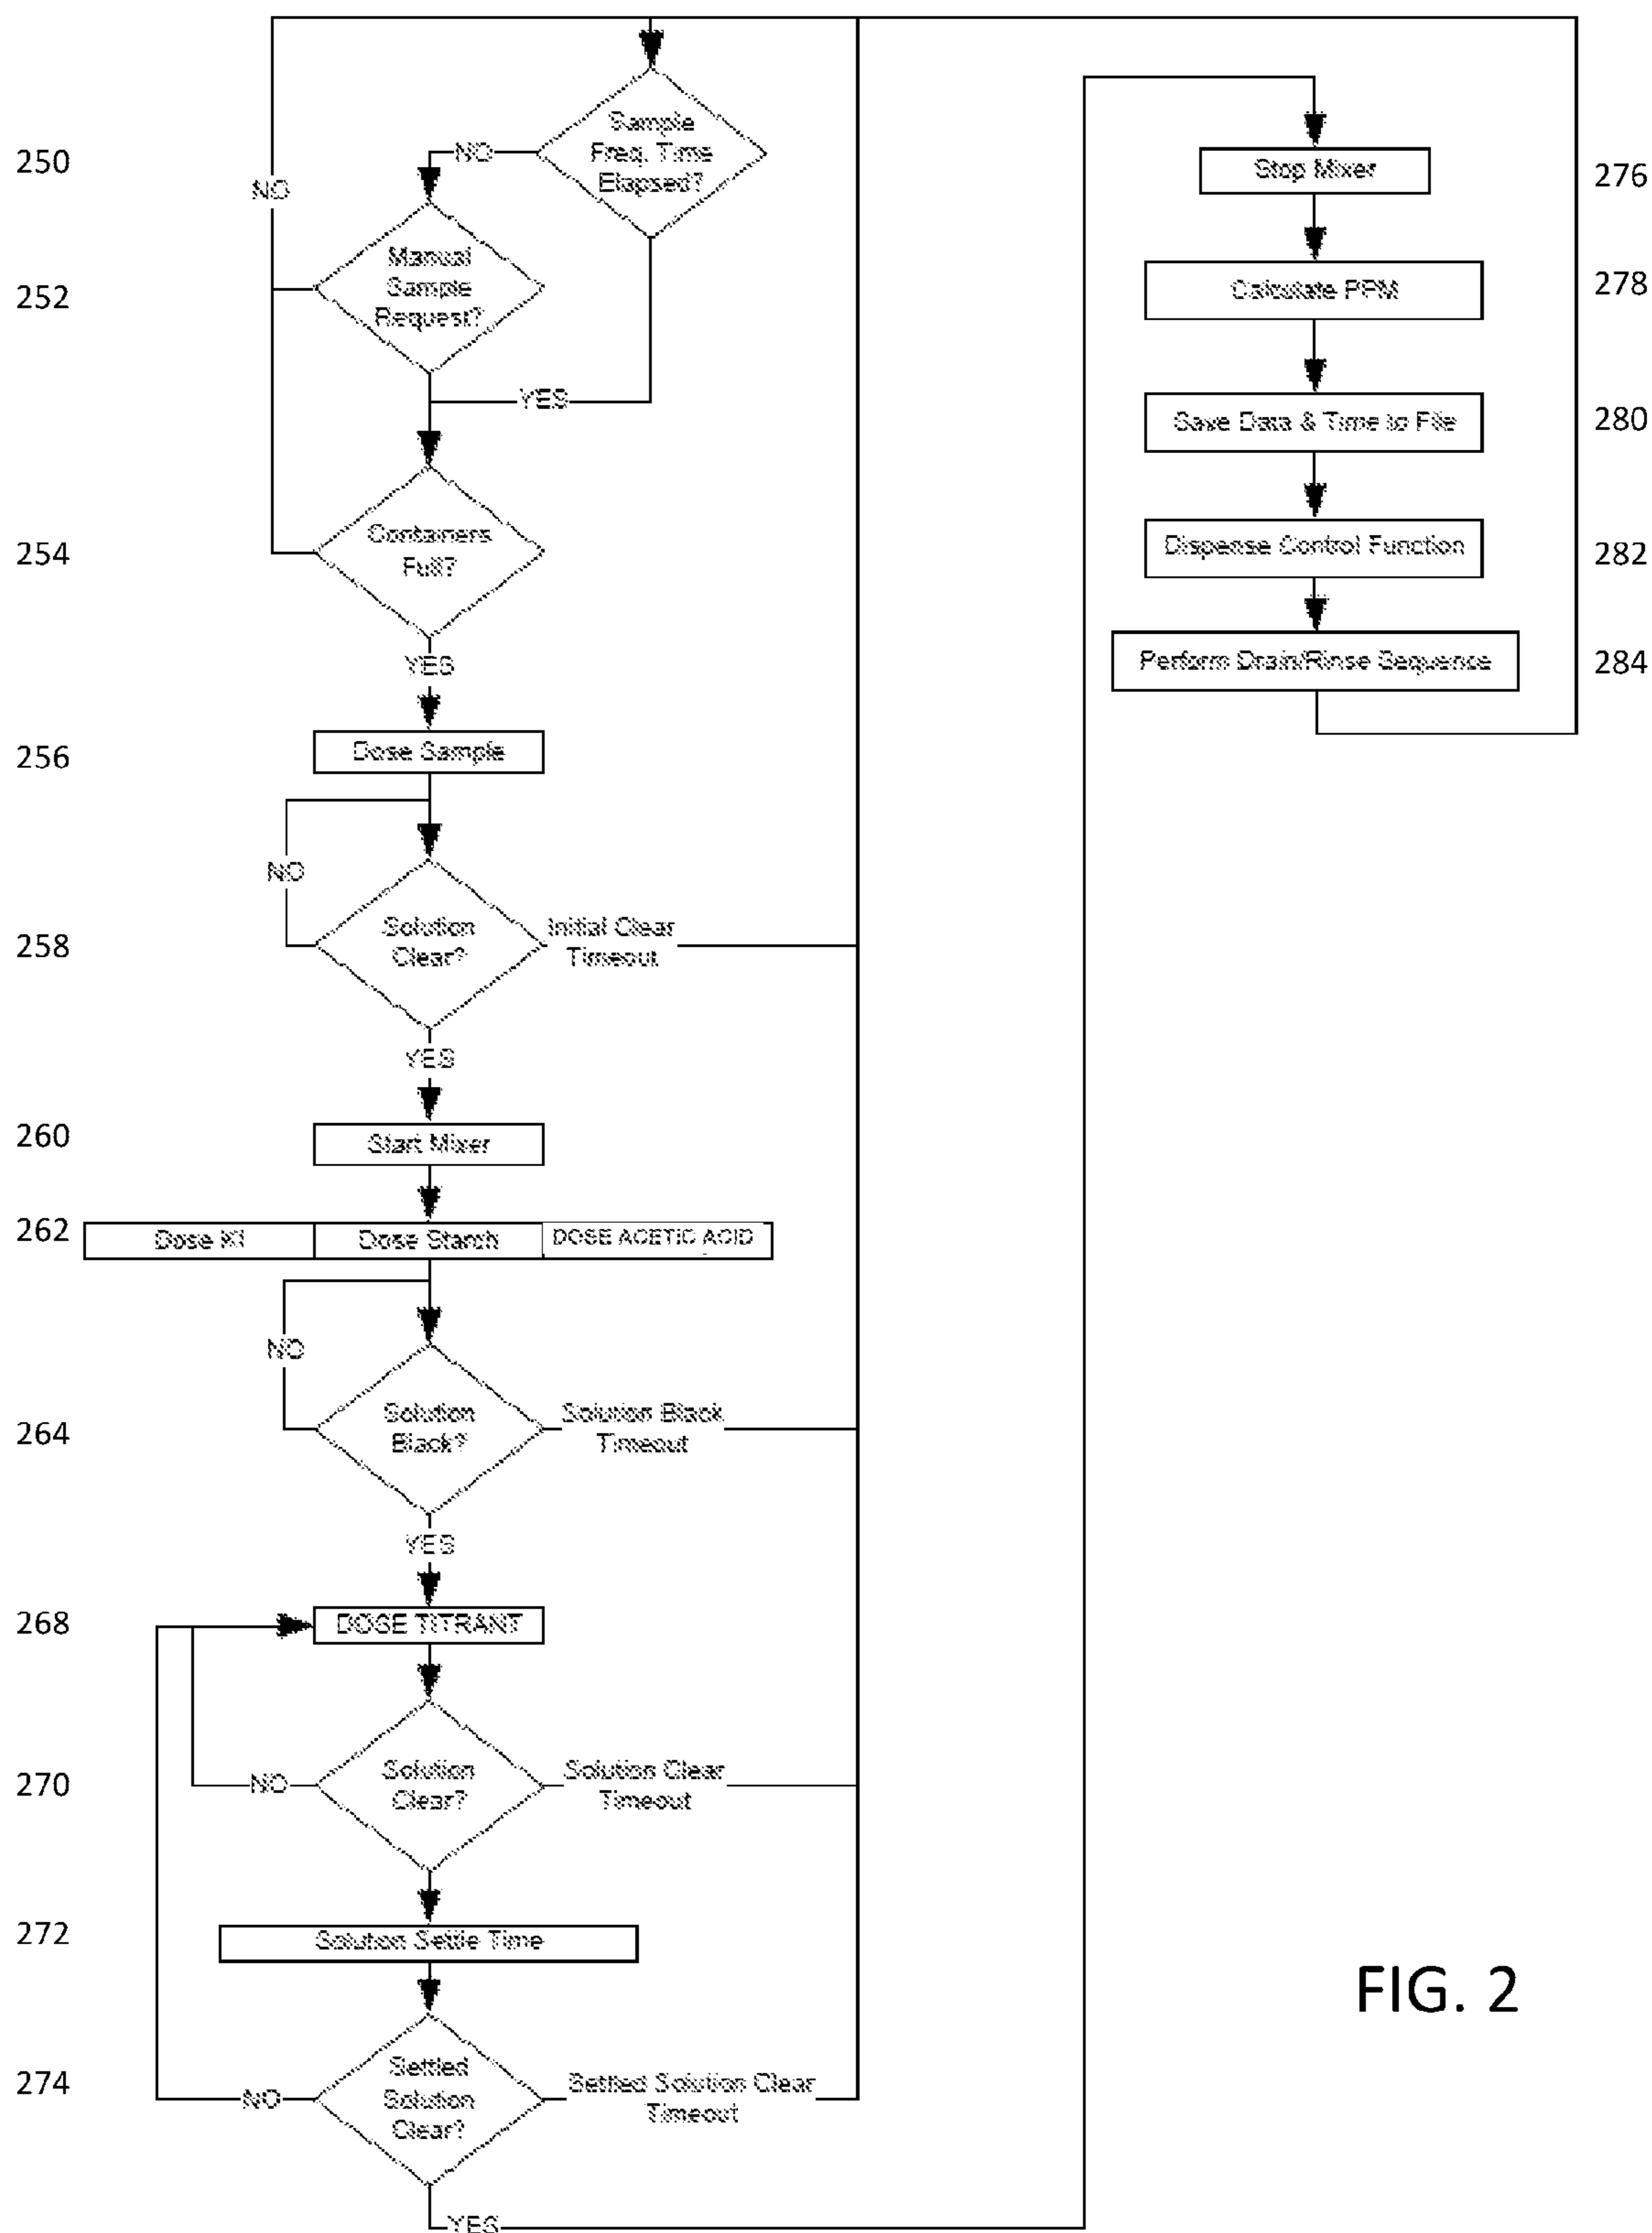 250
Sample
Freq. Time
Elapsed?
NO
NO
252
Manual
Sample
Request?
YES
254
Containers
Full?
YES
256
Dose Sample
NO
258
Solution
Clear?
Initial Clear
Timeout
YES
260
Start Mixer
262
Dose KI
Dose Starch
DOSE ACETIC ACID
NO
264
Solution
Black?
Solution Black
Timeout
YES
268
DOSE TITRANT
270
NO
Solution
Clear?
Solution Clear
Timeout
272
Solution Settle Time
274
NO
Settled
Solution
Clear?
Settled Solution Clear
Timeout
YES
Stop Mixer
276
Calculate PPM
278
Save Data & Time to File
280
Dispense Control Function
282
Perform Drain/Rinse Sequence
284
FIG. 2